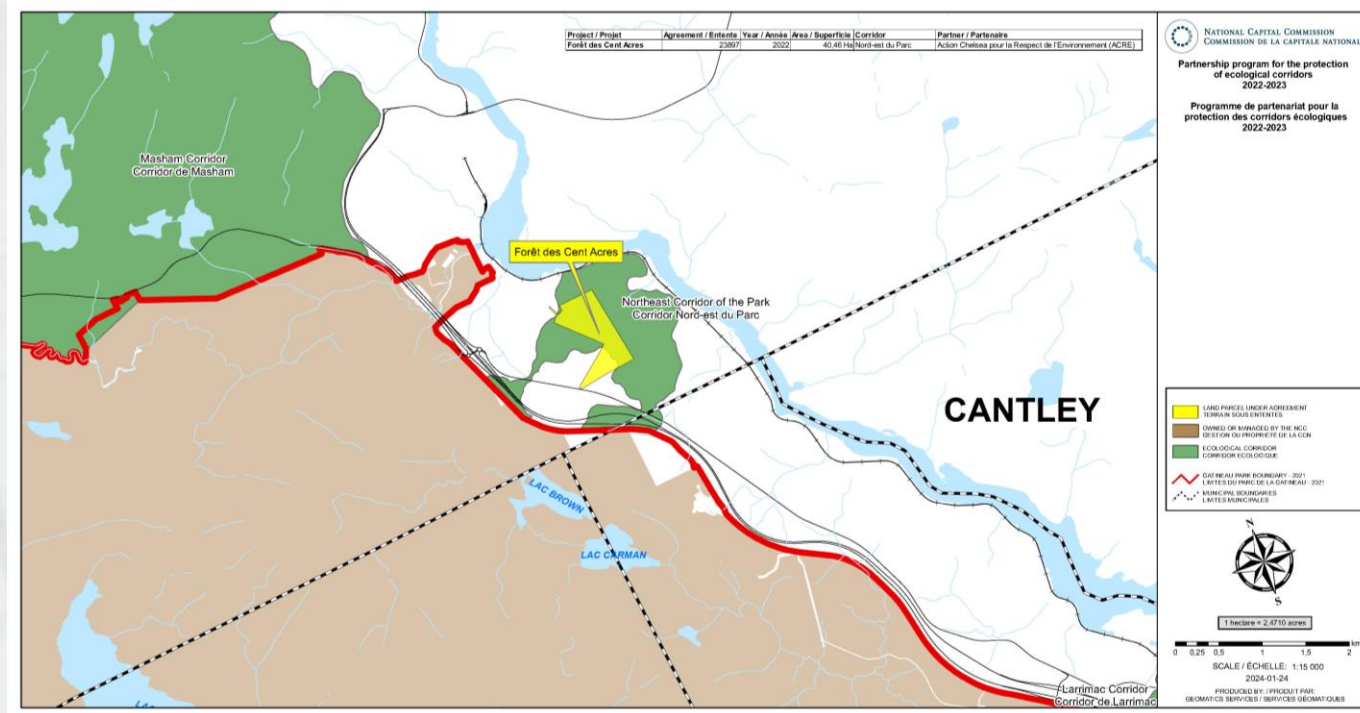 Project / Projet Agreement / Entente Year / Année Area / Superficie Corridor Partner / Partenaire
Forêt des Cent Acres 23897 2022 40,46 Ha Nord-est du Parc Action Chelsea pour la Respect de l'Environnement (ACRE)
NATIONAL CAPITAL COMMISSION
COMMISSION DE LA CAPITALE NATIONAL
Partnership program for the protection
of ecological corridors
2022-2023
Programme de partenariat pour la
protection des corridors écologiques
2022-2023
Masham Corridor
Corridor de Masham
Forêt des Cent Acres
Northeast Corridor of the Park
Corridor Nord-est du Parc
CANTLEY
LAC BROWN
LAC CARMAN
Larrimac Corridor
Corridor de Larrimac
LAND PARCEL UNDER AGREEMENT
TERRAIN SOUS ENTENTES
OWNED OR MANAGED BY THE NCC
GESTION OU PROPRIÉTÉ DE LA CCN
ECOLOGICAL CORRIDOR
CORRIDOR ÉCOLOGIQUE
GATINEAU PARK BOUNDARY - 2021
LIMITES DU PARC DE LA GATINEAU - 2021
MUNICIPAL BOUNDARIES
LIMITES MUNICIPALES
N
S
1 hectare = 2.4710 acres
km
0 0,25 0,5 1 1,5 2
SCALE / ÉCHELLE: 1:15 000
2024-01-24
PRODUCED BY: / PRODUIT PAR:
GEOMATICS SERVICES / SERVICES GÉOMATIQUES